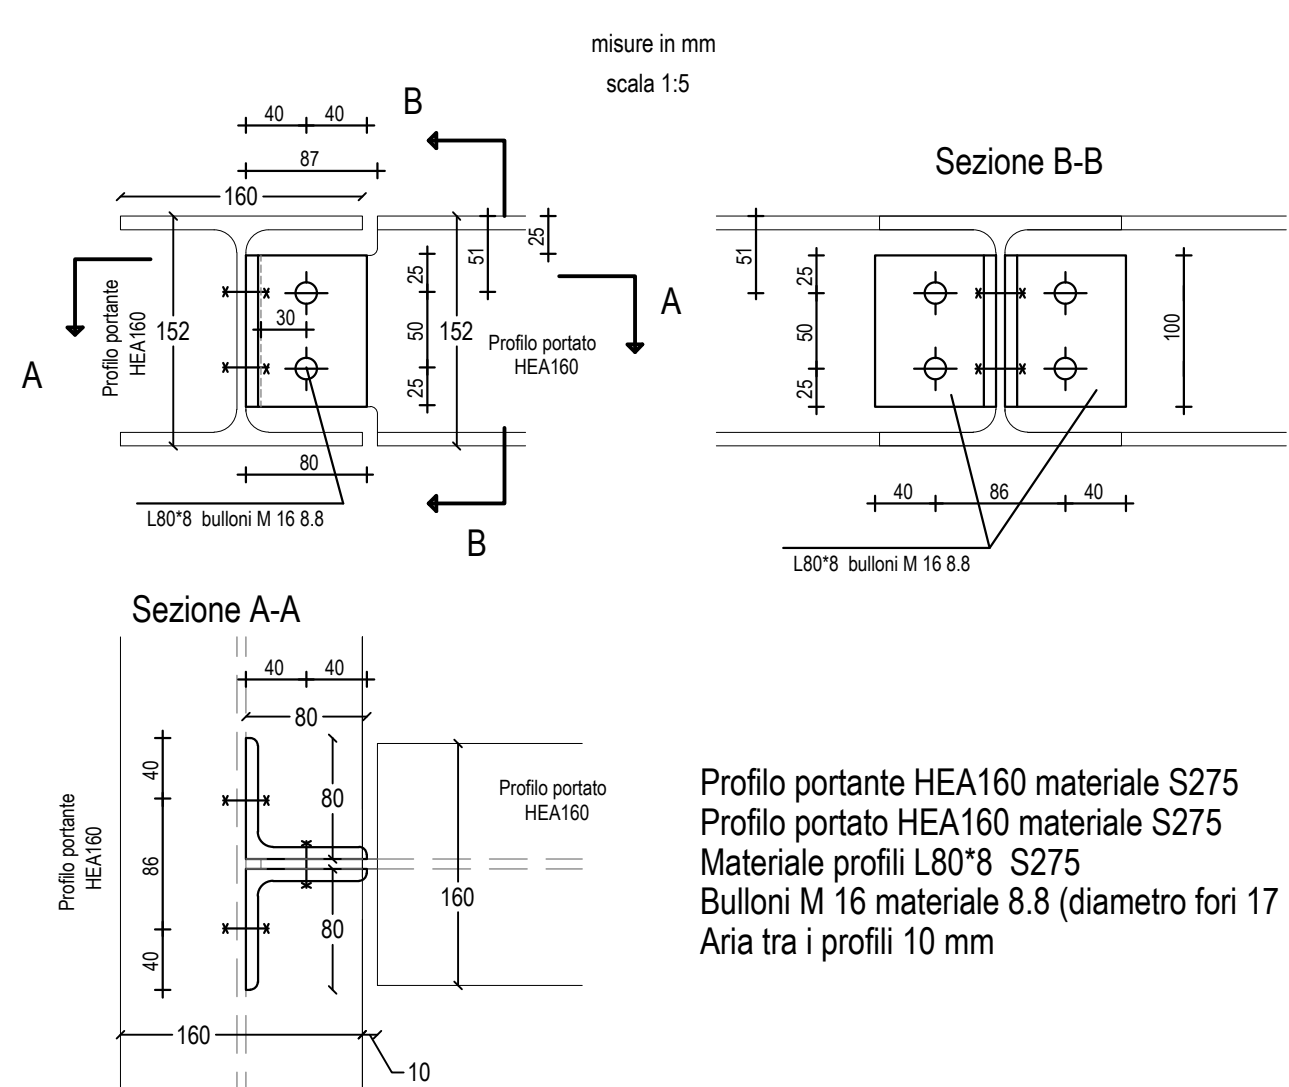 misure in mm
scala 1:5
B
40 40
87
160
25
51
25
50
25
152
152
30
Profilo portante
HEA160
Profilo portato
HEA160
A
A
80
L80*8 bulloni M 16 8.8
B
Sezione B-B
51
25
50
25
100
40 86 40
L80*8 bulloni M 16 8.8
Sezione A-A
40 40
80
40
80
86
80
40
160
Profilo portante
HEA160
Profilo portato
HEA160
160
10
Profilo portante HEA160 materiale S275
Profilo portato HEA160 materiale S275
Materiale profili L80*8 S275
Bulloni M 16 materiale 8.8 (diametro fori 17
Aria tra i profili 10 mm